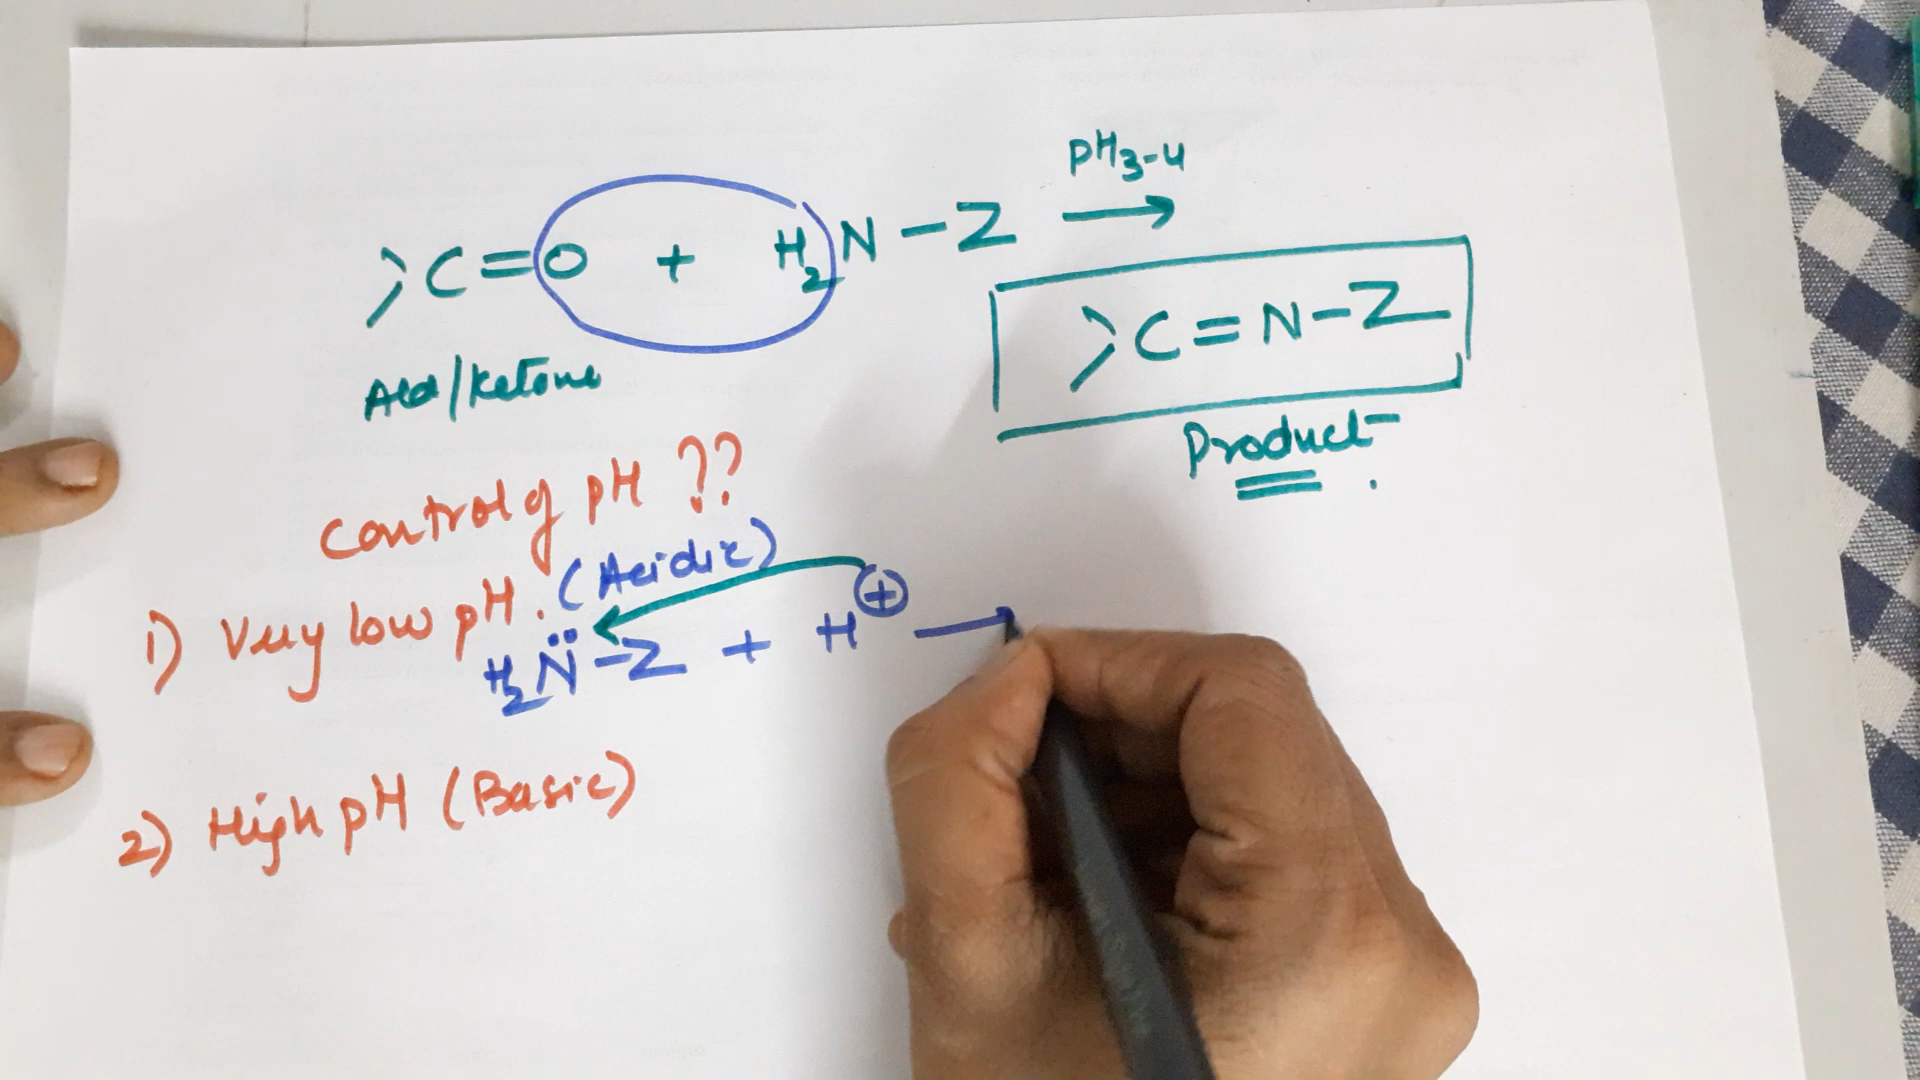 pH3-4
>C=O + H2N-Z →
>C=N-Z
Ald/Ketone
Product
Control of pH ??
1) Very low pH. (Acidic)
H2N̈-Z + H⊕ →
2) High pH (Basic)